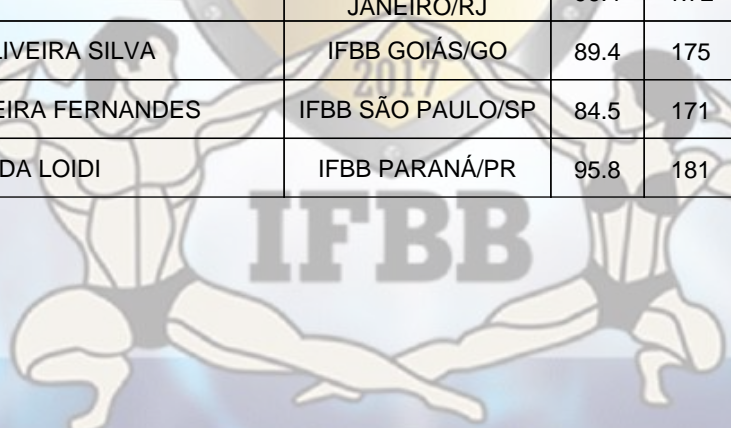 JANEIRO/RJ
LIVEIRA SILVA IFBB GOIÁS/GO 89.4 175
EIRA FERNANDES IFBB SÃO PAULO/SP 84.5 171
DA LOIDI IFBB PARANÁ/PR 95.8 181
2017
IFBB